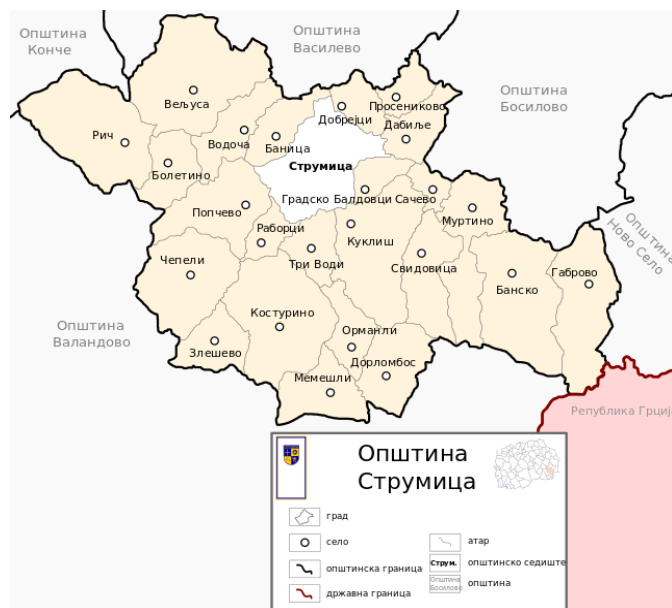 Општина
Конче
Општина
Василево
Општина
Босилово
Општина
Ново Село
Општина
Валандово
Република Грција
Вељуса
Рич
Болетино
Водоча
Баница
Добрејци
Просениково
Дабиље
Струмица
Градско
Балдовци
Сачево
Муртино
Попчево
Раборци
Куклиш
Три Води
Свидовица
Чепели
Банско
Габрово
Костурино
Злешево
Орманли
Дорломбос
Мемешли
Општина
Струмица
град
село
општинска граница
државна граница
атар
Струм.
општинско седиште
Општина
Босилово
општина